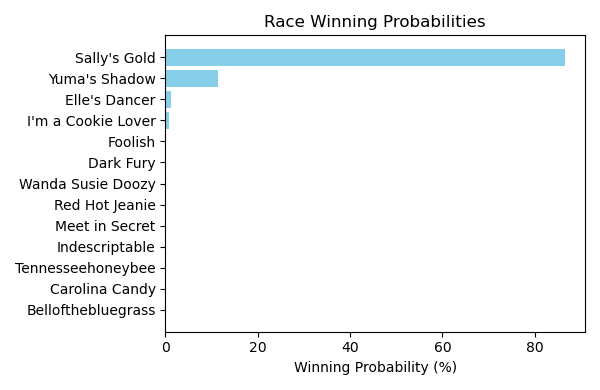 Race Winning Probabilities
Sally's Gold
Yuma's Shadow
Elle's Dancer
I'm a Cookie Lover
Foolish
Dark Fury
Wanda Susie Doozy
Red Hot Jeanie
Meet in Secret
Indescriptable
Tennesseehoneybee
Carolina Candy
Bellofthebluegrass
0 20 40 60 80
Winning Probability (%)